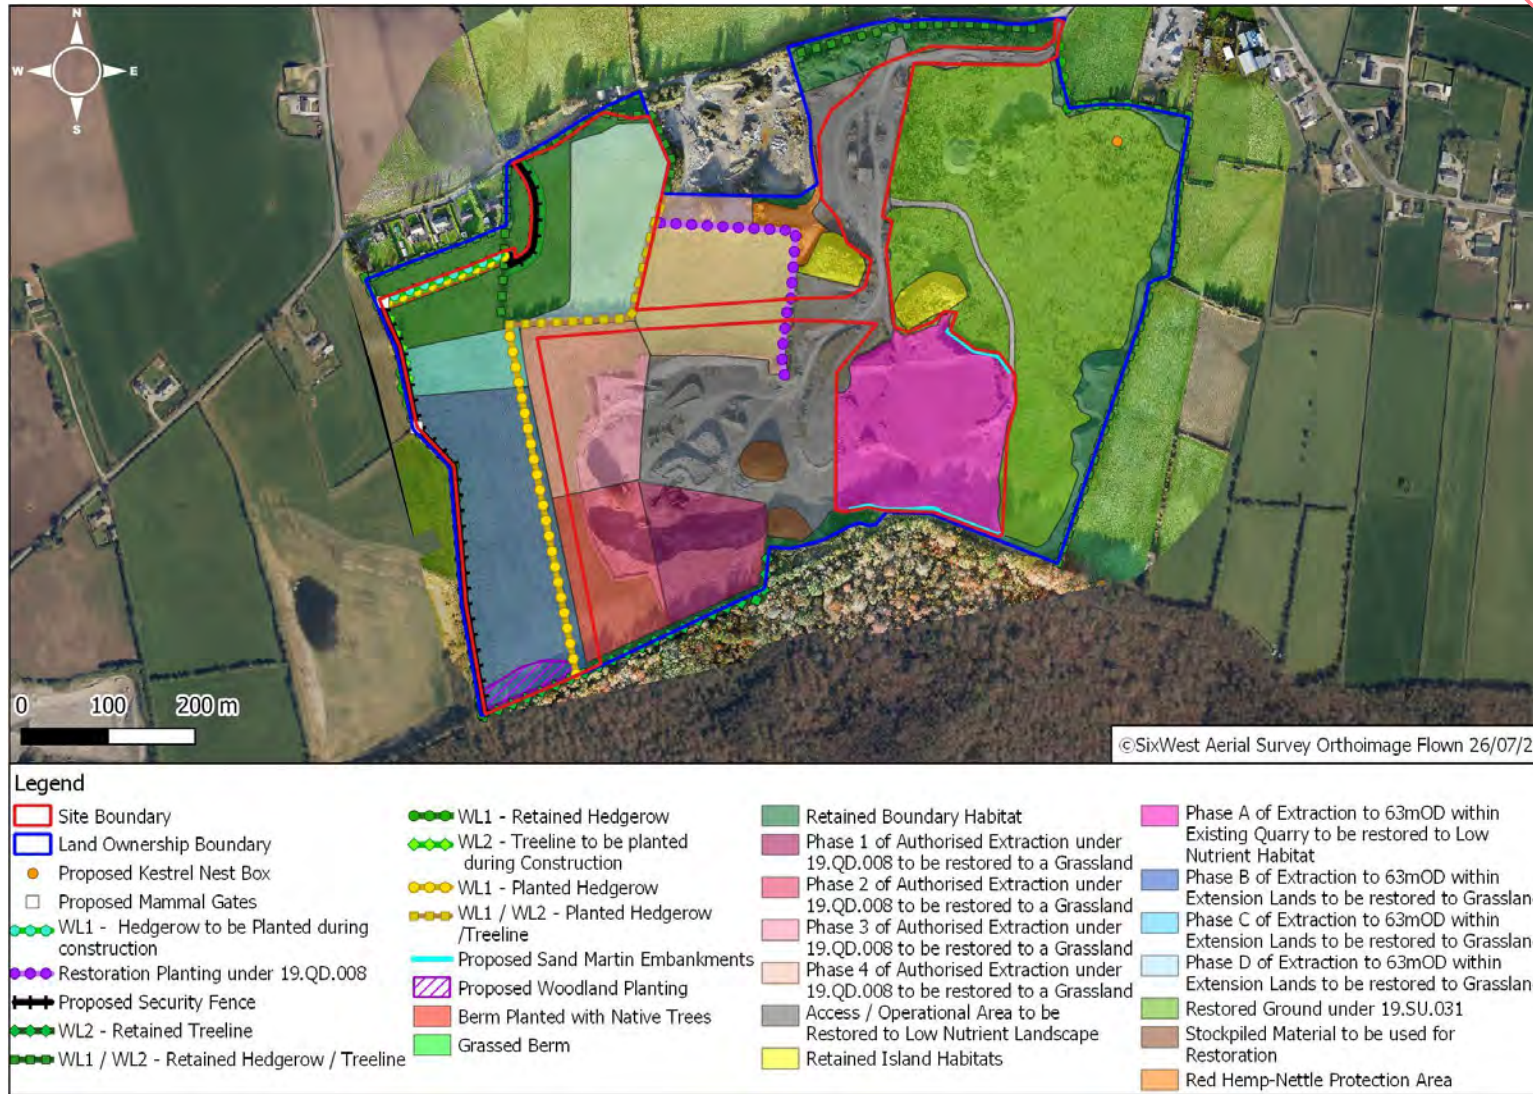 N
W E
S
0 100 200 m
©SixWest Aerial Survey Orthoimage Flown 26/07/2
Legend
Site Boundary
Land Ownership Boundary
Proposed Kestrel Nest Box
Proposed Mammal Gates
WL1 - Hedgerow to be Planted during
construction
Restoration Planting under 19.QD.008
Proposed Security Fence
WL2 - Retained Treeline
WL1 / WL2 - Retained Hedgerow / Treeline
WL1 - Retained Hedgerow
WL2 - Treeline to be planted
during Construction
WL1 - Planted Hedgerow
WL1 / WL2 - Planted Hedgerow
/Treeline
Proposed Sand Martin Embankments
Proposed Woodland Planting
Berm Planted with Native Trees
Grassed Berm
Retained Boundary Habitat
Phase 1 of Authorised Extraction under
19.QD.008 to be restored to a Grassland
Phase 2 of Authorised Extraction under
19.QD.008 to be restored to a Grassland
Phase 3 of Authorised Extraction under
19.QD.008 to be restored to a Grassland
Phase 4 of Authorised Extraction under
19.QD.008 to be restored to a Grassland
Access / Operational Area to be
Restored to Low Nutrient Landscape
Retained Island Habitats
Phase A of Extraction to 63mOD within
Existing Quarry to be restored to Low
Nutrient Habitat
Phase B of Extraction to 63mOD within
Extension Lands to be restored to Grassland
Phase C of Extraction to 63mOD within
Extension Lands to be restored to Grassland
Phase D of Extraction to 63mOD within
Extension Lands to be restored to Grassland
Restored Ground under 19.SU.031
Stockpiled Material to be used for
Restoration
Red Hemp-Nettle Protection Area